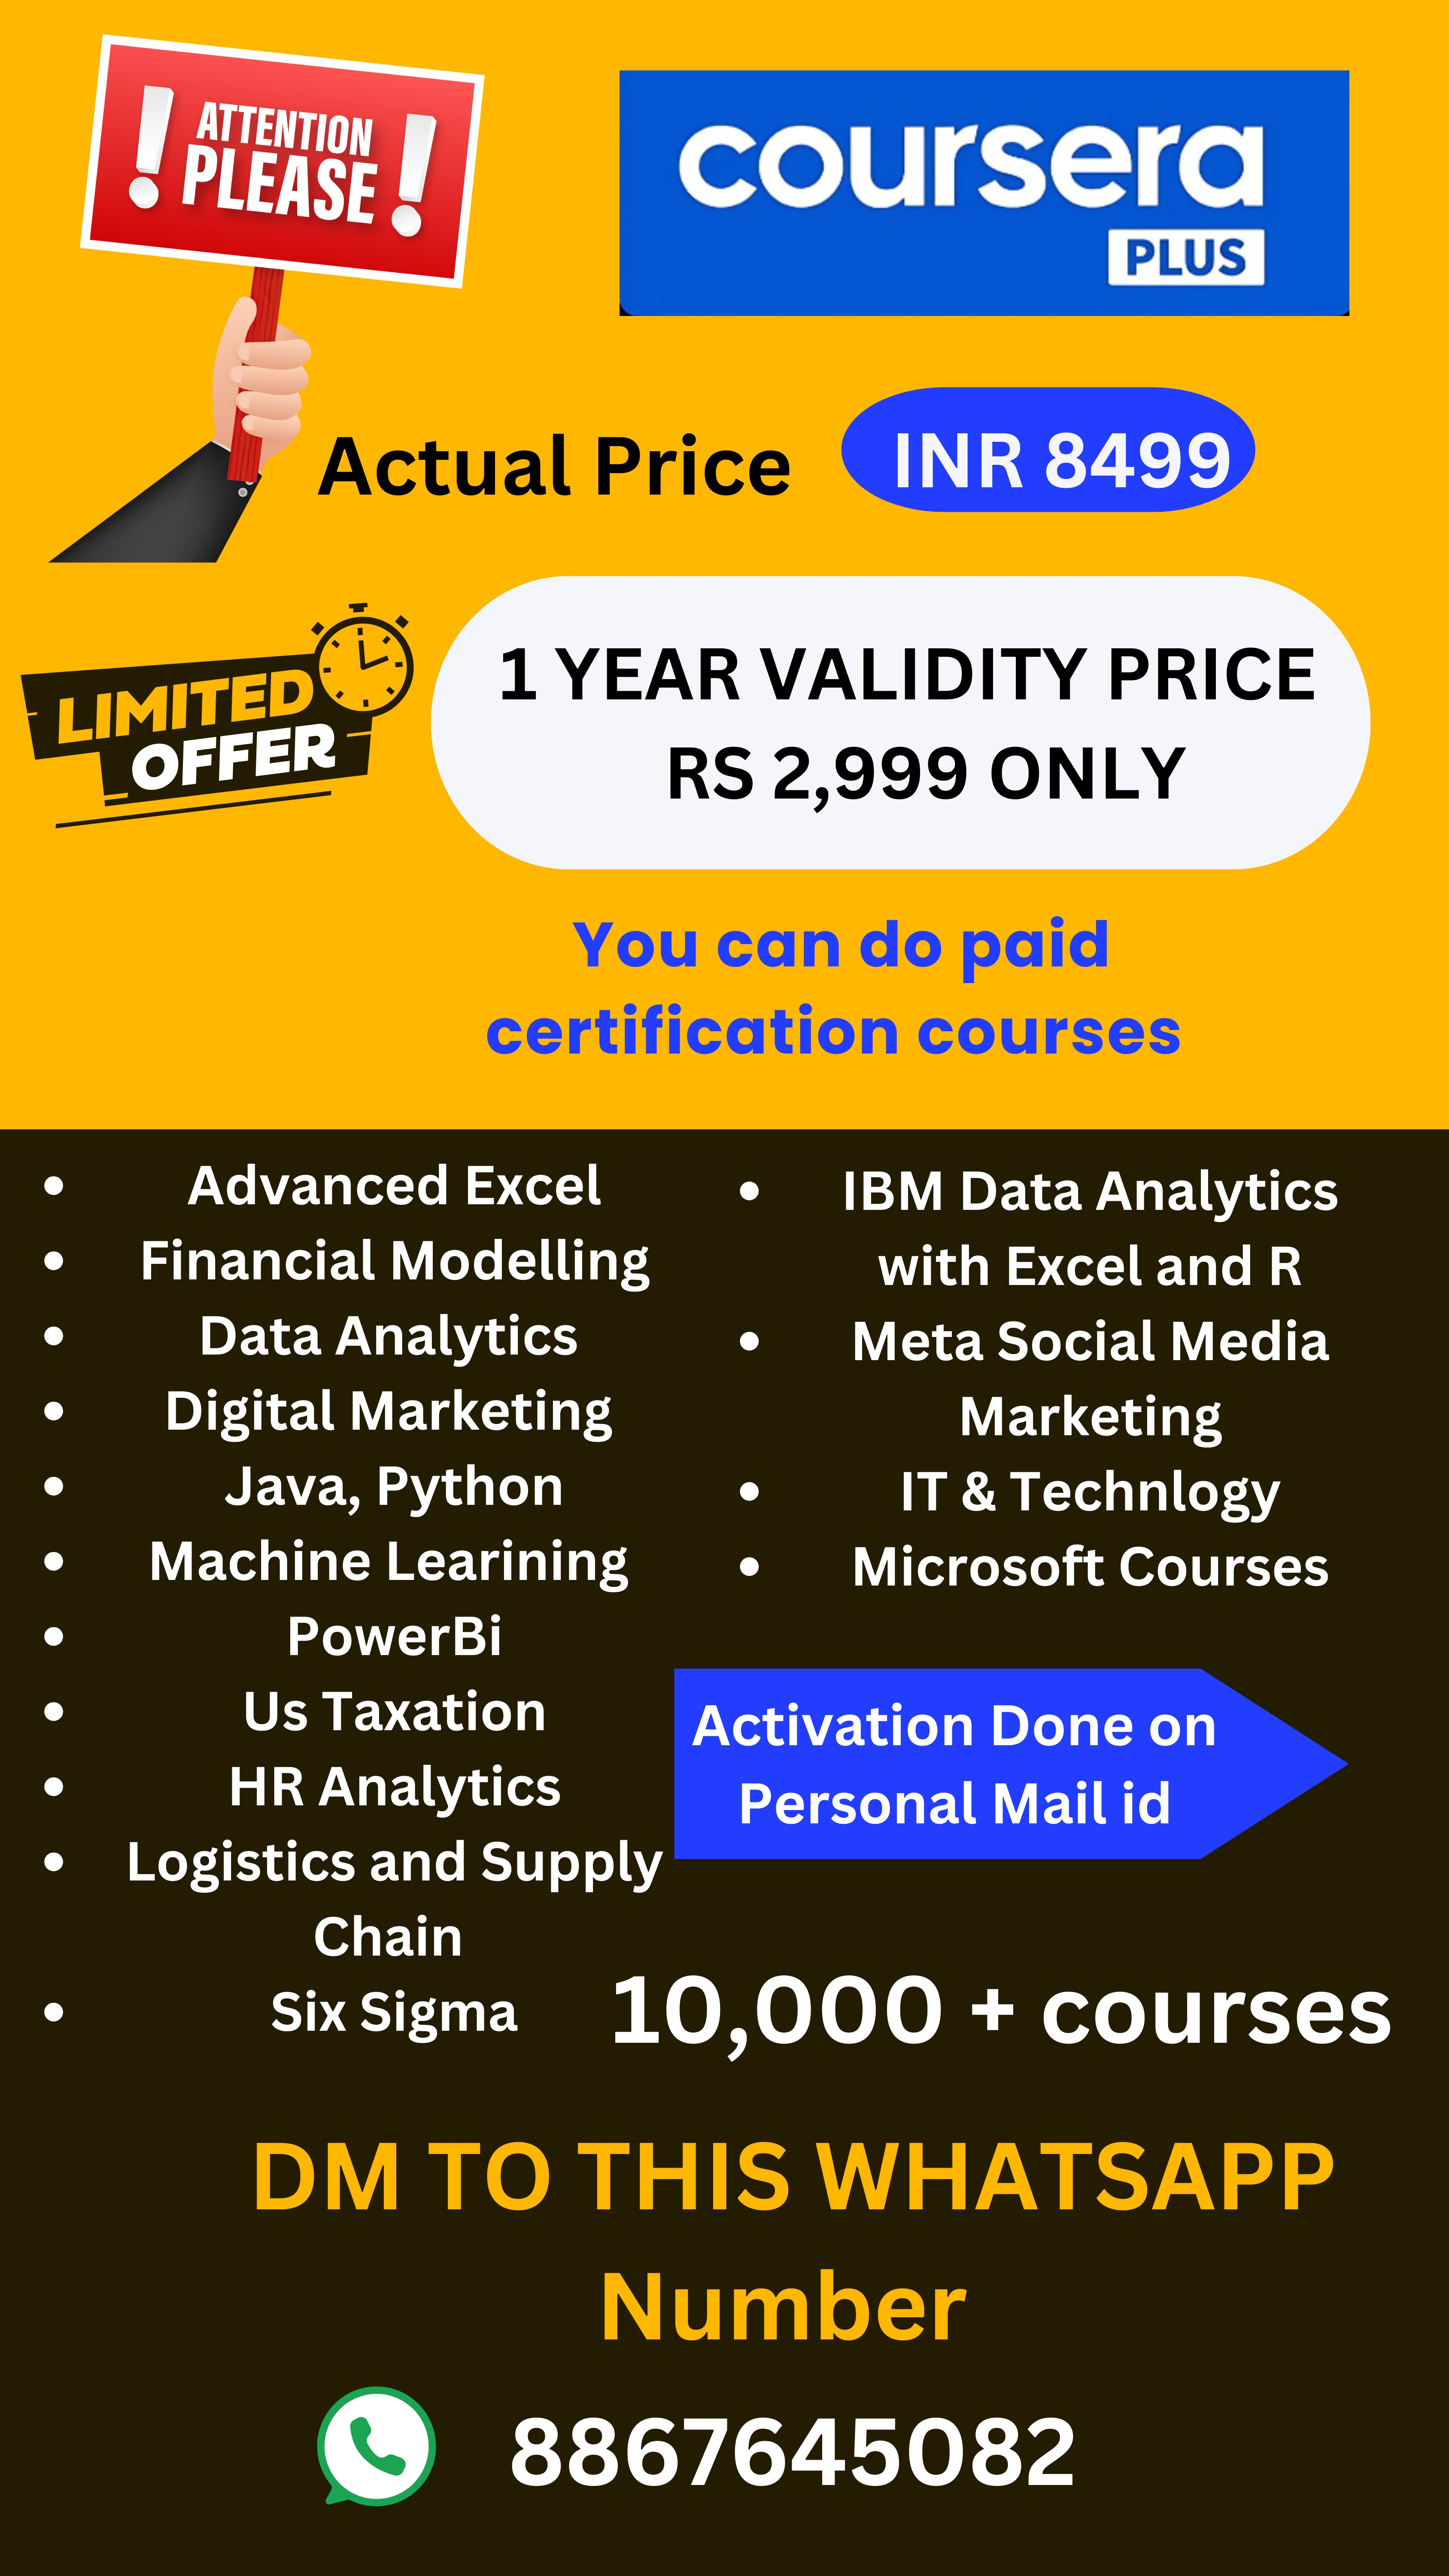 ATTENTION
PLEASE
coursera
PLUS
Actual Price
INR 8499
LIMITED
OFFER
1 YEAR VALIDITY PRICE
RS 2,999 ONLY
You can do paid
certification courses
Advanced Excel
Financial Modelling
Data Analytics
Digital Marketing
Java, Python
Machine Learining
PowerBi
Us Taxation
HR Analytics
Logistics and Supply
Chain
Six Sigma
IBM Data Analytics
with Excel and R
Meta Social Media
Marketing
IT & Technlogy
Microsoft Courses
Activation Done on
Personal Mail id
10,000 + courses
DM TO THIS WHATSAPP
Number
8867645082